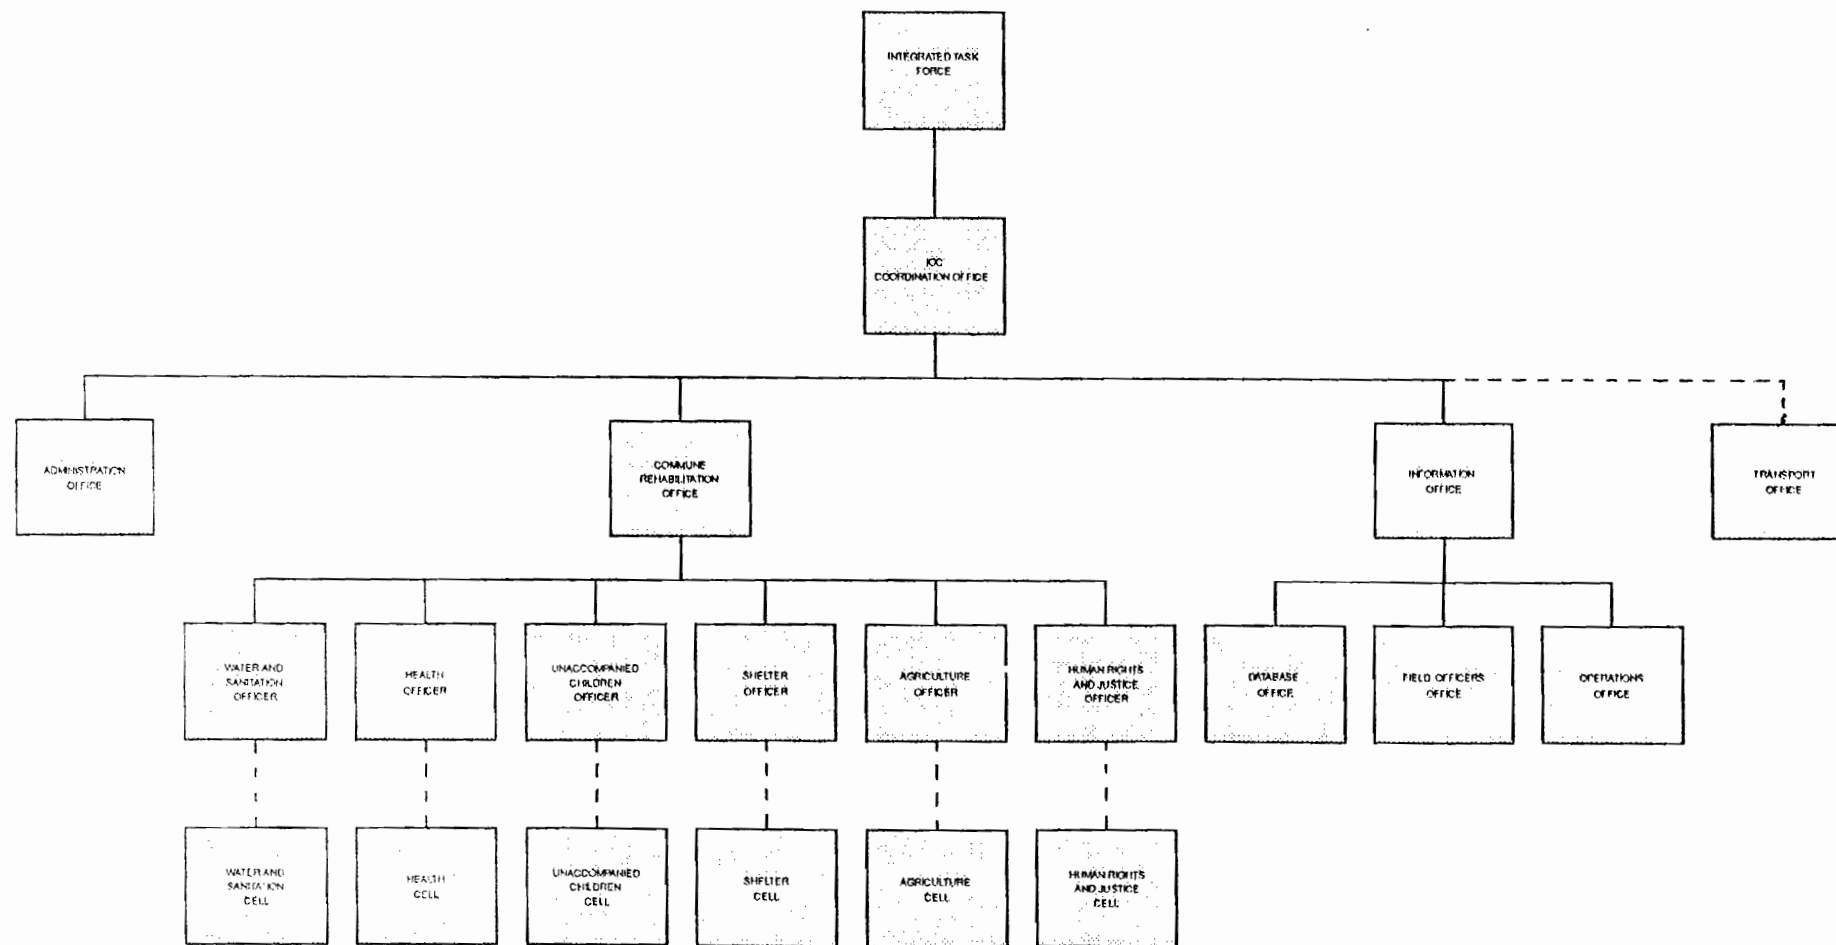 INTEGRATED TASK
FORCE
IOC
COORDINATION OFFICE
ADMINISTRATION
OFFICE
COMMUNE
REHABILITATION
OFFICE
INFORMATION
OFFICE
TRANSPORT
OFFICE
WATER AND
SANITATION
OFFICER
HEALTH
OFFICER
UNACCOMPANIED
CHILDREN
OFFICER
SHELTER
OFFICER
AGRICULTURE
OFFICER
HUMAN RIGHTS
AND JUSTICE
OFFICER
DATABASE
OFFICE
FIELD OFFICERS
OFFICE
OPERATIONS
OFFICE
WATER AND
SANITATION
CELL
HEALTH
CELL
UNACCOMPANIED
CHILDREN
CELL
SHELTER
CELL
AGRICULTURE
CELL
HUMAN RIGHTS
AND JUSTICE
CELL